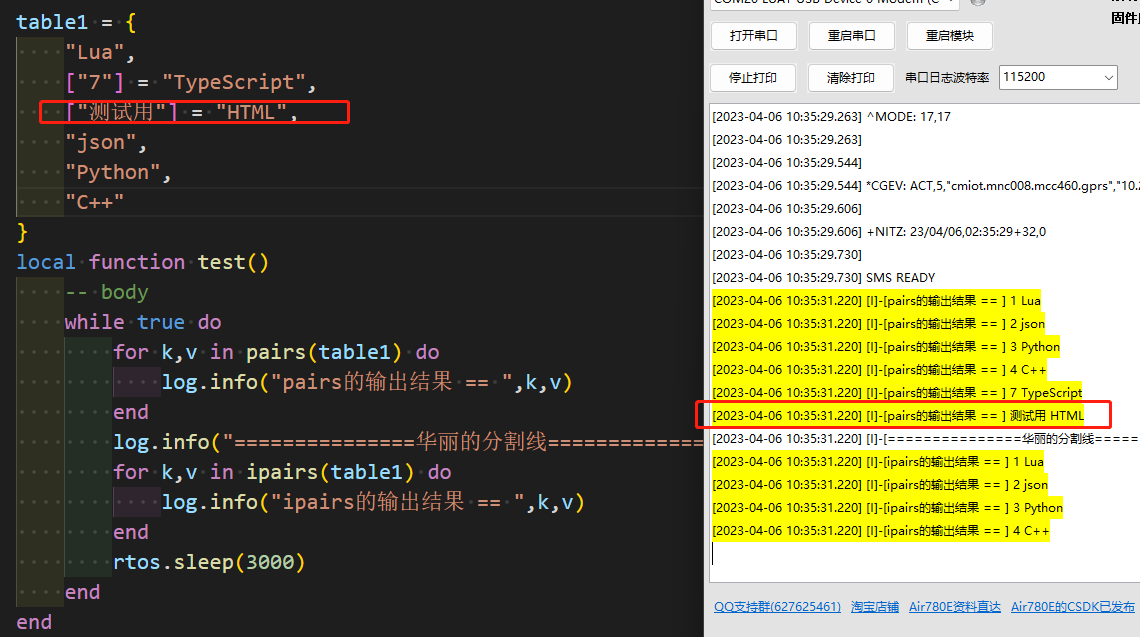 table1 = {
"Lua",
["7"] = "TypeScript",
["测试用"] = "HTML",
"json",
"Python",
"C++"
}
local function test()
-- body
while true do
for k,v in pairs(table1) do
log.info("pairs的输出结果 == ",k,v)
end
log.info("===============华丽的分割线=============
for k,v in ipairs(table1) do
log.info("ipairs的输出结果 == ",k,v)
end
rtos.sleep(3000)
end
end
固件
打开串口 重启串口 重启模块
停止打印 清除打印 串口日志波特率 115200
[2023-04-06 10:35:29.263] ^MODE: 17,17
[2023-04-06 10:35:29.263]
[2023-04-06 10:35:29.544]
[2023-04-06 10:35:29.544] *CGEV: ACT,5,"cmiot.mnc008.mcc460.gprs","10.
[2023-04-06 10:35:29.606]
[2023-04-06 10:35:29.606] +NITZ: 23/04/06,02:35:29+32,0
[2023-04-06 10:35:29.730]
[2023-04-06 10:35:29.730] SMS READY
[2023-04-06 10:35:31.220] [I]-[pairs的输出结果 == ] 1 Lua
[2023-04-06 10:35:31.220] [I]-[pairs的输出结果 == ] 2 json
[2023-04-06 10:35:31.220] [I]-[pairs的输出结果 == ] 3 Python
[2023-04-06 10:35:31.220] [I]-[pairs的输出结果 == ] 4 C++
[2023-04-06 10:35:31.220] [I]-[pairs的输出结果 == ] 7 TypeScript
[2023-04-06 10:35:31.220] [I]-[pairs的输出结果 == ] 测试用 HTML
[2023-04-06 10:35:31.220] [I]-[===============华丽的分割线=====
[2023-04-06 10:35:31.220] [I]-[ipairs的输出结果 == ] 1 Lua
[2023-04-06 10:35:31.220] [I]-[ipairs的输出结果 == ] 2 json
[2023-04-06 10:35:31.220] [I]-[ipairs的输出结果 == ] 3 Python
[2023-04-06 10:35:31.220] [I]-[ipairs的输出结果 == ] 4 C++
QQ支持群(627625461) 淘宝店铺 Air780E资料直达 Air780E的CSDK已发布